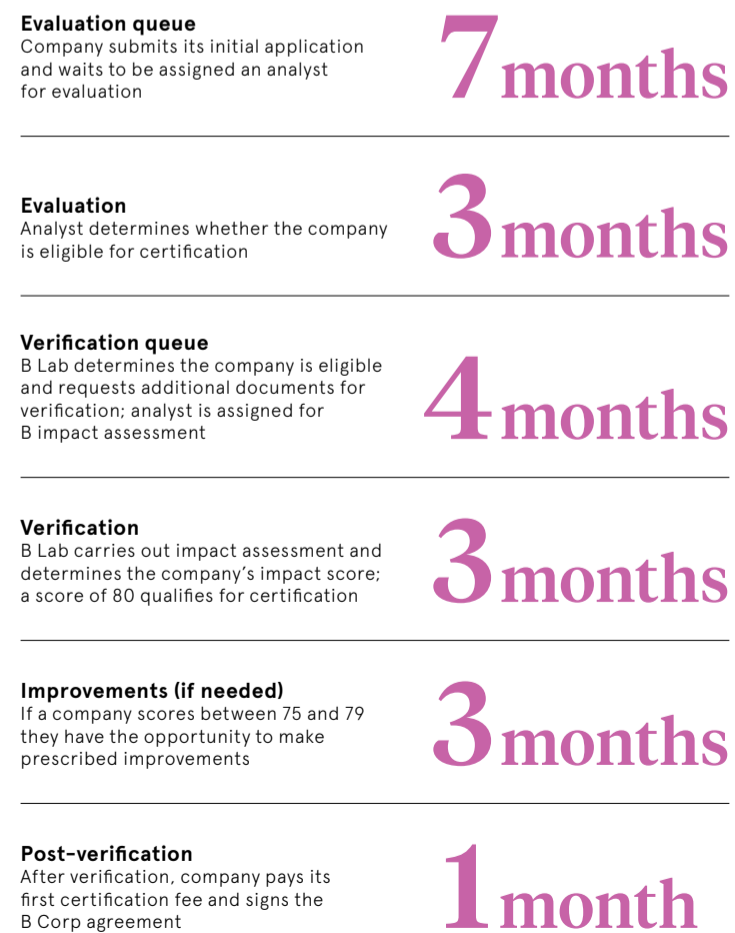 Evaluation queue
Company submits its initial application
and waits to be assigned an analyst
for evaluation
7 months
Evaluation
Analyst determines whether the company
is eligible for certification
3 months
Verification queue
B Lab determines the company is eligible
and requests additional documents for
verification; analyst is assigned for
B impact assessment
4 months
Verification
B Lab carries out impact assessment and
determines the company’s impact score;
a score of 80 qualifies for certification
3 months
Improvements (if needed)
If a company scores between 75 and 79
they have the opportunity to make
prescribed improvements
3 months
Post-verification
After verification, company pays its
first certification fee and signs the
B Corp agreement
1 month